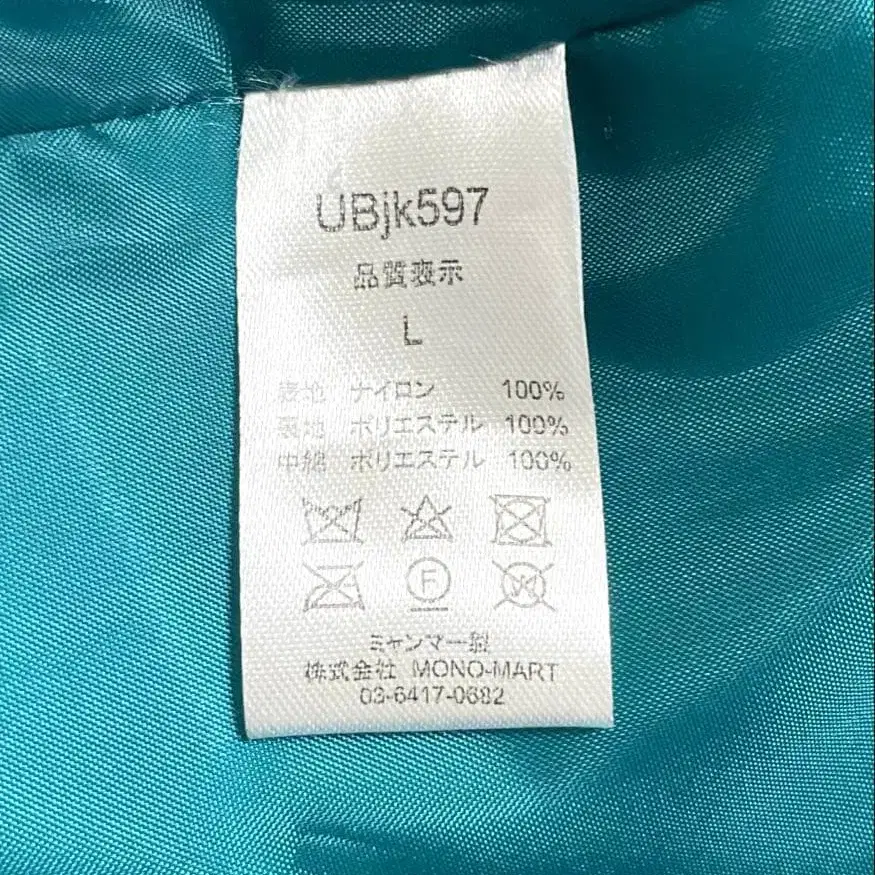 UBjk597
品質表示
L
表地 ナイロン 100%
裏地 ポリエステル 100%
中綿 ポリエステル 100%
F
W
ミャンマー製
株式会社 MONO-MART
03-6417-0682